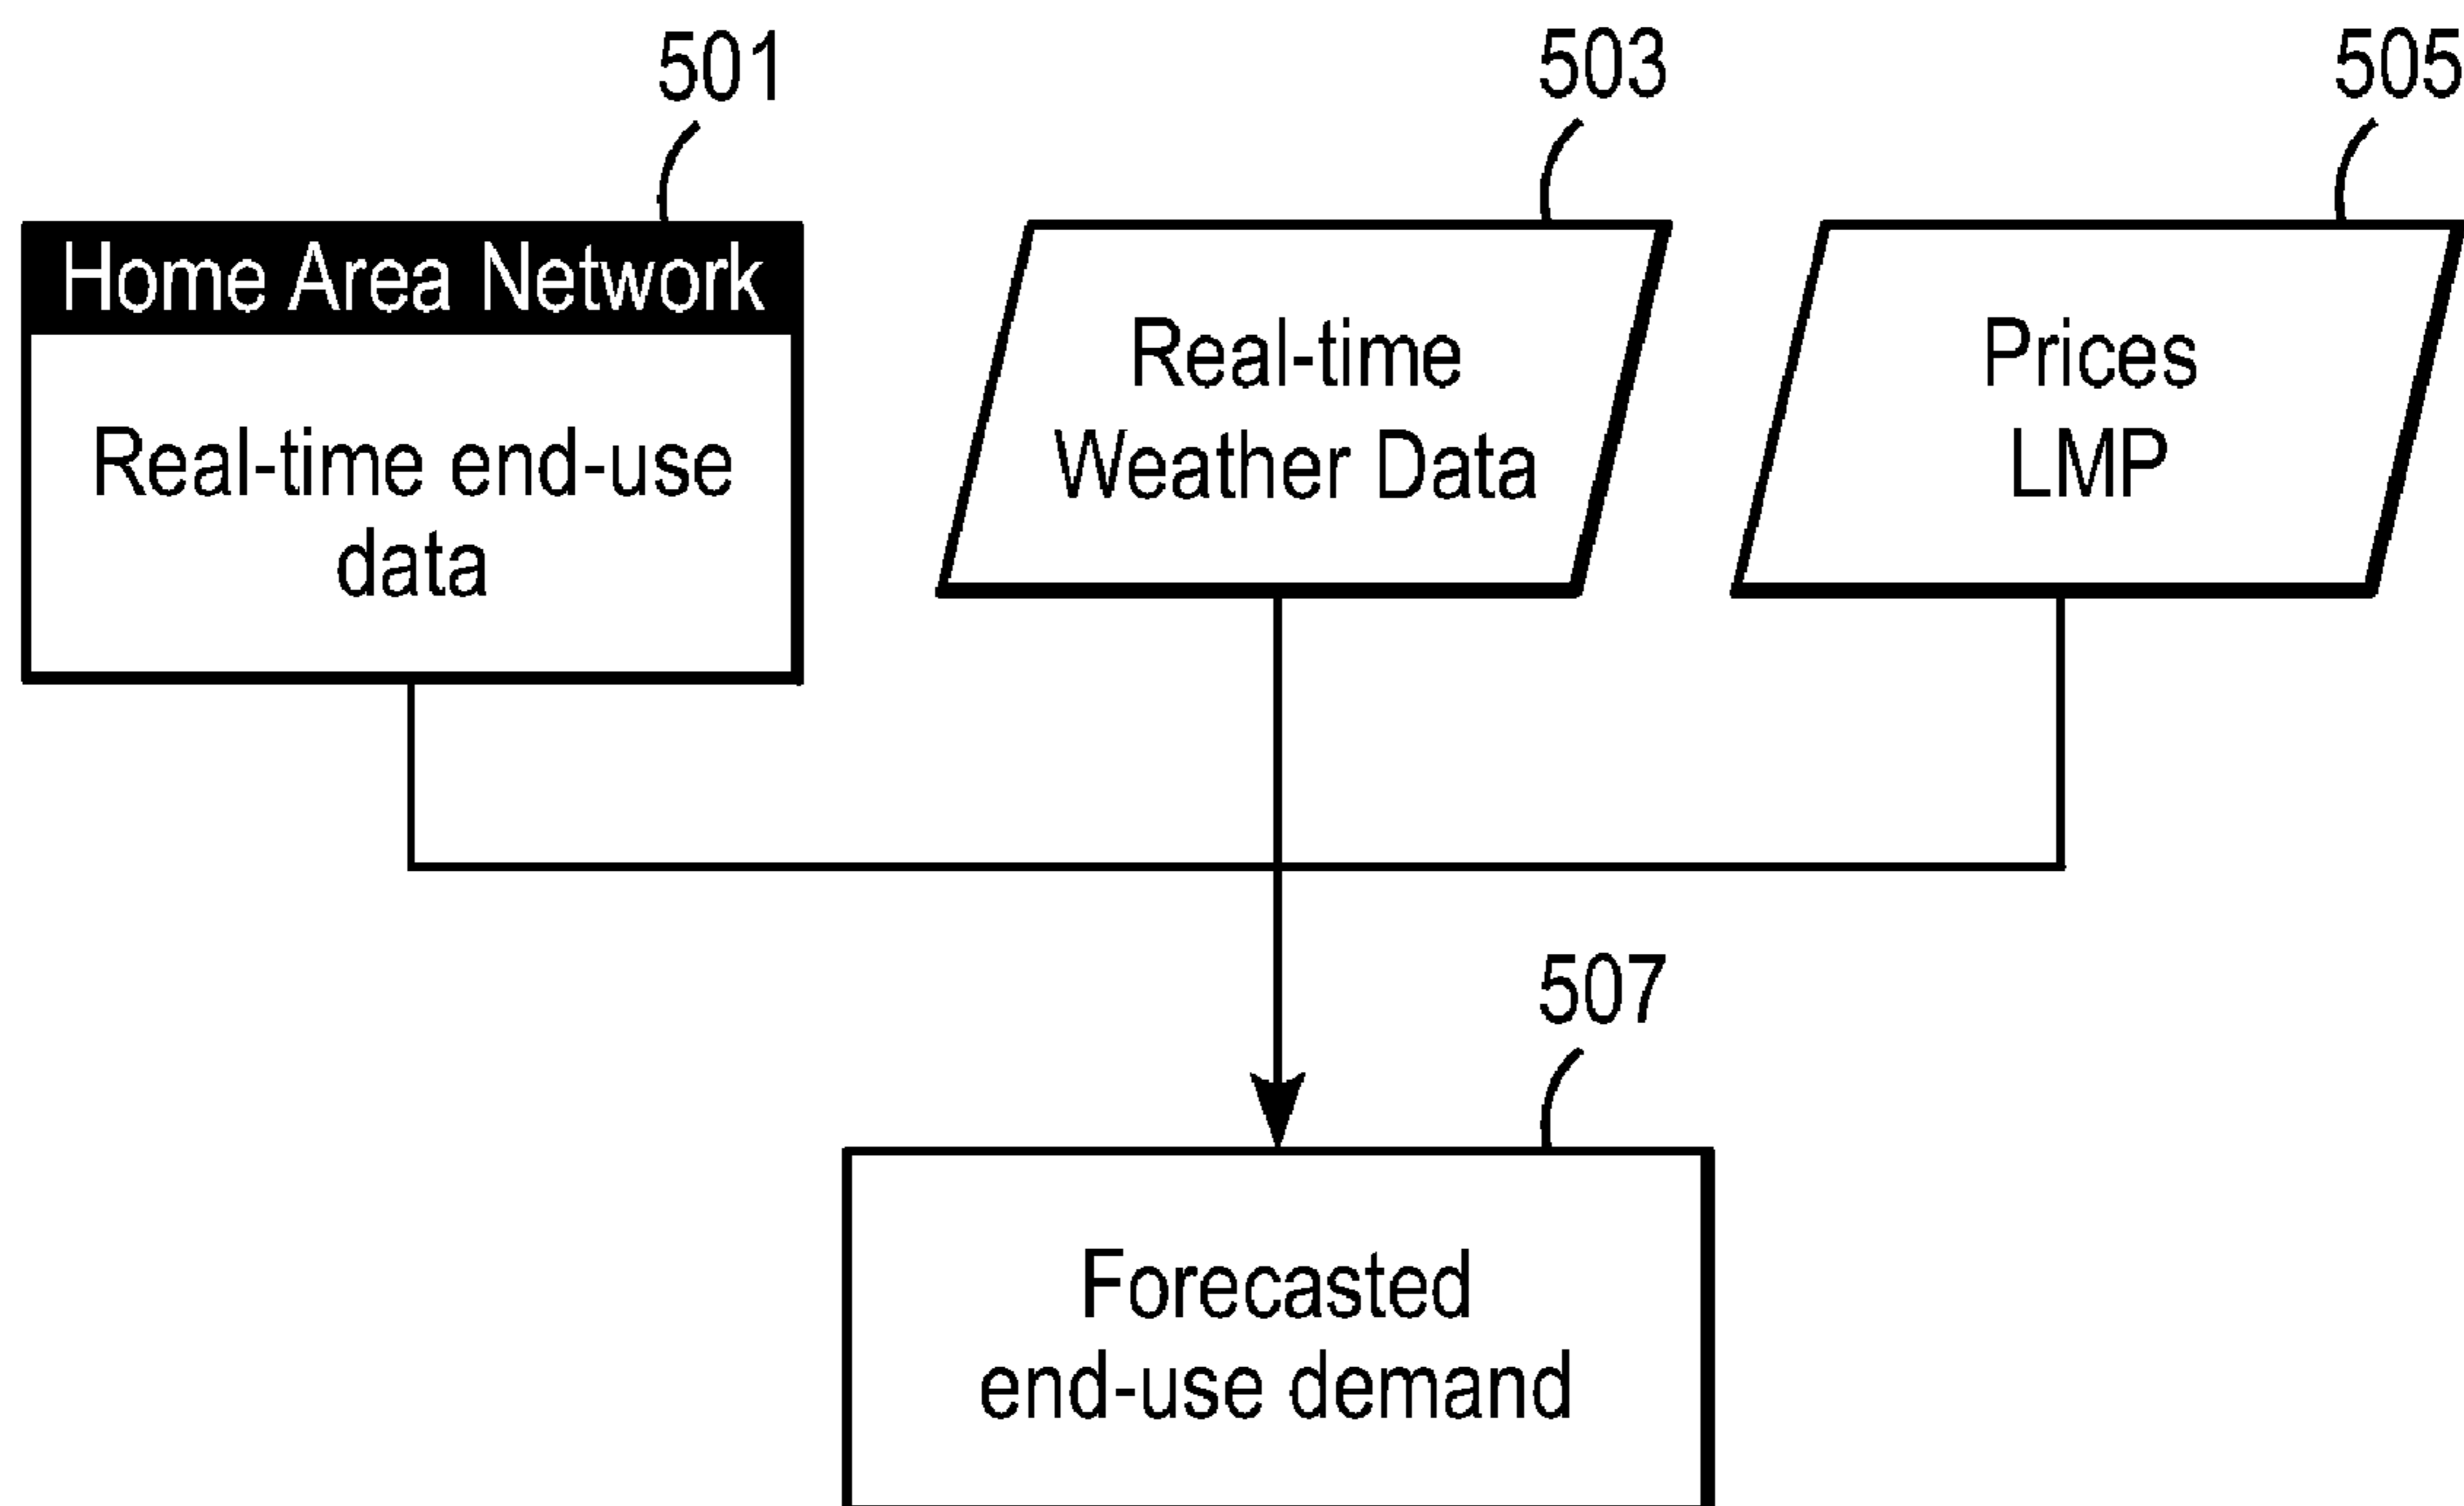 501
503
505
Home Area Network
Real-time end-use
data
Real-time
Weather Data
Prices
LMP
507
Forecasted
end-use demand